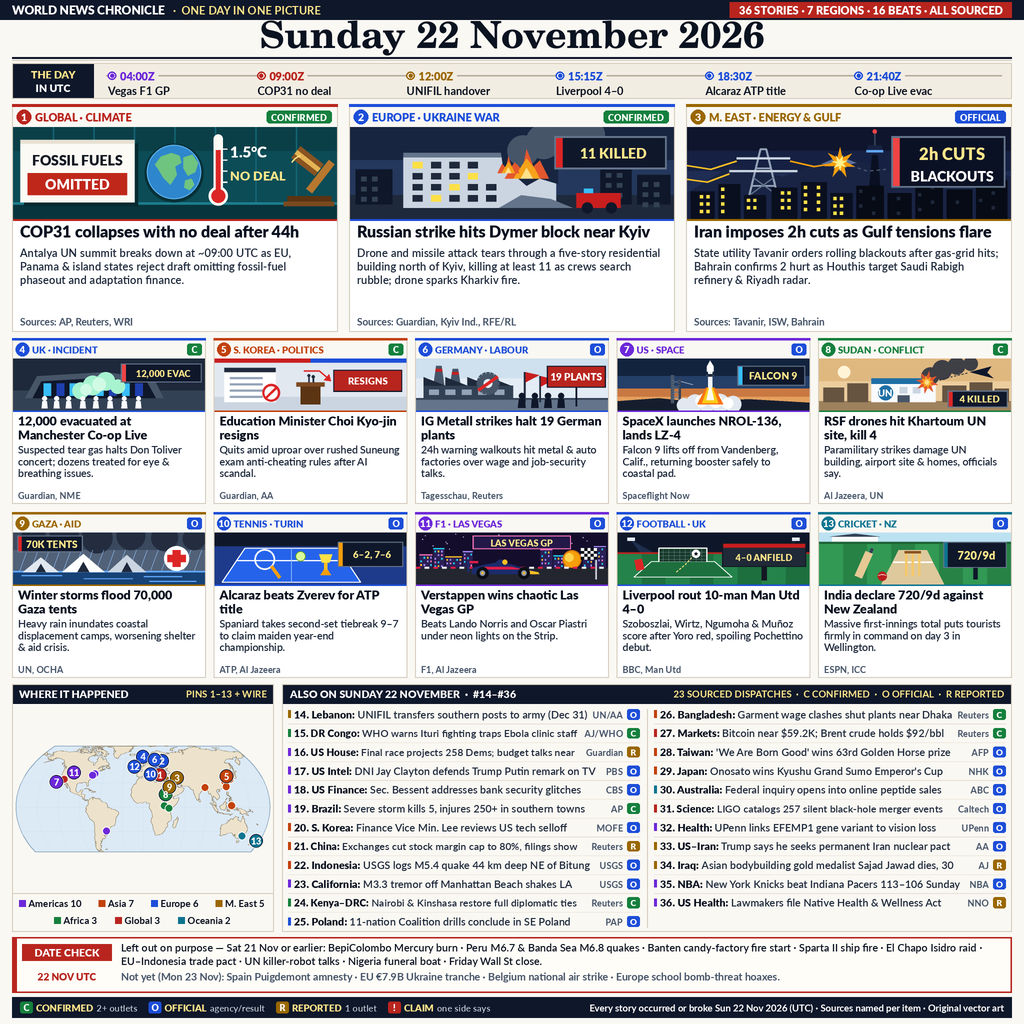 WORLD NEWS CHRONICLE · ONE DAY IN ONE PICTURE
36 STORIES · 7 REGIONS · 16 BEATS · ALL SOURCED
Sunday 22 November 2026
THE DAY
IN UTC
04:00Z
Vegas F1 GP
09:00Z
COP31 no deal
12:00Z
UNIFIL handover
15:15Z
Liverpool 4–0
18:30Z
Alcaraz ATP title
21:40Z
Co-op Live evac
1 GLOBAL · CLIMATE CONFIRMED
FOSSIL FUELS
OMITTED
1.5°C
NO DEAL
COP31 collapses with no deal after 44h
Antalya UN summit breaks down at ~09:00 UTC as EU,
Panama & island states reject draft omitting fossil-fuel
phaseout and adaptation finance.
Sources: AP, Reuters, WRI
2 EUROPE · UKRAINE WAR CONFIRMED
11 KILLED
Russian strike hits Dymer block near Kyiv
Drone and missile attack tears through a five-story residential
building north of Kyiv, killing at least 11 as crews search
rubble; drone sparks Kharkiv fire.
Sources: Guardian, Kyiv Ind., RFE/RL
3 M. EAST · ENERGY & GULF OFFICIAL
2h CUTS
BLACKOUTS
Iran imposes 2h cuts as Gulf tensions flare
State utility Tavanir orders rolling blackouts after gas-grid hits;
Bahrain confirms 2 hurt as Houthis target Saudi Rabigh
refinery & Riyadh radar.
Sources: Tavanir, ISW, Bahrain
4 UK · INCIDENT C
12,000 EVAC
12,000 evacuated at
Manchester Co-op Live
Suspected tear gas halts Don Toliver
concert; dozens treated for eye &
breathing issues.
Guardian, NME
5 S. KOREA · POLITICS C
RESIGNS
Education Minister Choi Kyo-jin
resigns
Quits amid uproar over rushed Suneung
exam anti-cheating rules after AI
scandal.
Guardian, AA
6 GERMANY · LABOUR O
19 PLANTS
IG Metall strikes halt 19 German
plants
24h warning walkouts hit metal & auto
factories over wage and job-security
talks.
Tagesschau, Reuters
7 US · SPACE O
FALCON 9
SpaceX launches NROL-136,
lands LZ-4
Falcon 9 lifts off from Vandenberg,
Calif., returning booster safely to
coastal pad.
Spaceflight Now
8 SUDAN · CONFLICT C
UN
4 KILLED
RSF drones hit Khartoum UN
site, kill 4
Paramilitary strikes damage UN
building, airport site & homes, officials
say.
Al Jazeera, UN
9 GAZA · AID O
70K TENTS
Winter storms flood 70,000
Gaza tents
Heavy rain inundates coastal
displacement camps, worsening shelter
& aid crisis.
UN, OCHA
10 TENNIS · TURIN O
6–2, 7–6
Alcaraz beats Zverev for ATP
title
Spaniard takes second-set tiebreak 9–7
to claim maiden year-end
championship.
ATP, Al Jazeera
11 F1 · LAS VEGAS O
LAS VEGAS GP
Verstappen wins chaotic Las
Vegas GP
Beats Lando Norris and Oscar Piastri
under neon lights on the Strip.
F1, Al Jazeera
12 FOOTBALL · UK O
4–0 ANFIELD
Liverpool rout 10-man Man Utd
4–0
Szoboszlai, Wirtz, Ngumoha & Muñoz
score after Yoro red, spoiling Pochettino
debut.
BBC, Man Utd
13 CRICKET · NZ O
720/9d
India declare 720/9d against
New Zealand
Massive first-innings total puts tourists
firmly in command on day 3 in
Wellington.
ESPN, ICC
WHERE IT HAPPENED PINS 1–13 + WIRE
4
6
2
12
10
1
3
9
8
5
7
11
13
Americas 10 Asia 7 Europe 6 M. East 5
Africa 3 Global 3 Oceania 2
ALSO ON SUNDAY 22 NOVEMBER · #14–#36
23 SOURCED DISPATCHES · C CONFIRMED · O OFFICIAL · R REPORTED
14. Lebanon: UNIFIL transfers southern posts to army (Dec 31) UN/AA O
15. DR Congo: WHO warns Ituri fighting traps Ebola clinic staff AJ/WHO C
16. US House: Final race projects 258 Dems; budget talks near Guardian R
17. US Intel: DNI Jay Clayton defends Trump Putin remark on TV PBS O
18. US Finance: Sec. Bessent addresses bank security glitches CBS O
19. Brazil: Severe storm kills 5, injures 250+ in southern towns AP C
20. S. Korea: Finance Vice Min. Lee reviews US tech selloff MOFE O
21. China: Exchanges cut stock margin cap to 80%, filings show Reuters R
22. Indonesia: USGS logs M5.4 quake 44 km deep NE of Bitung USGS O
23. California: M3.3 tremor off Manhattan Beach shakes LA USGS O
24. Kenya–DRC: Nairobi & Kinshasa restore full diplomatic ties Reuters C
25. Poland: 11-nation Coalition drills conclude in SE Poland PAP O
26. Bangladesh: Garment wage clashes shut plants near Dhaka Reuters C
27. Markets: Bitcoin near $59.2K; Brent crude holds $92/bbl Reuters C
28. Taiwan: 'We Are Born Good' wins 63rd Golden Horse prize AFP O
29. Japan: Onosato wins Kyushu Grand Sumo Emperor's Cup NHK O
30. Australia: Federal inquiry opens into online peptide sales ABC O
31. Science: LIGO catalogs 257 silent black-hole merger events Caltech O
32. Health: UPenn links EFEMP1 gene variant to vision loss UPenn O
33. US–Iran: Trump says he seeks permanent Iran nuclear pact AA O
34. Iraq: Asian bodybuilding gold medalist Sajad Jawad dies, 30 AJ R
35. NBA: New York Knicks beat Indiana Pacers 113–106 Sunday NBA O
36. US Health: Lawmakers file Native Health & Wellness Act NNO R
DATE CHECK
22 NOV UTC
Left out on purpose — Sat 21 Nov or earlier: BepiColombo Mercury burn · Peru M6.7 & Banda Sea M6.8 quakes · Banten candy-factory fire start · Sparta II ship fire · El Chapo Isidro raid ·
EU–Indonesia trade pact · UN killer-robot talks · Nigeria funeral boat · Friday Wall St close.
Not yet (Mon 23 Nov): Spain Puigdemont amnesty · EU €7.9B Ukraine tranche · Belgium national air strike · Europe school bomb-threat hoaxes.
C CONFIRMED 2+ outlets O OFFICIAL agency/result R REPORTED 1 outlet ! CLAIM one side says
Every story occurred or broke Sun 22 Nov 2026 (UTC) · Sources named per item · Original vector art